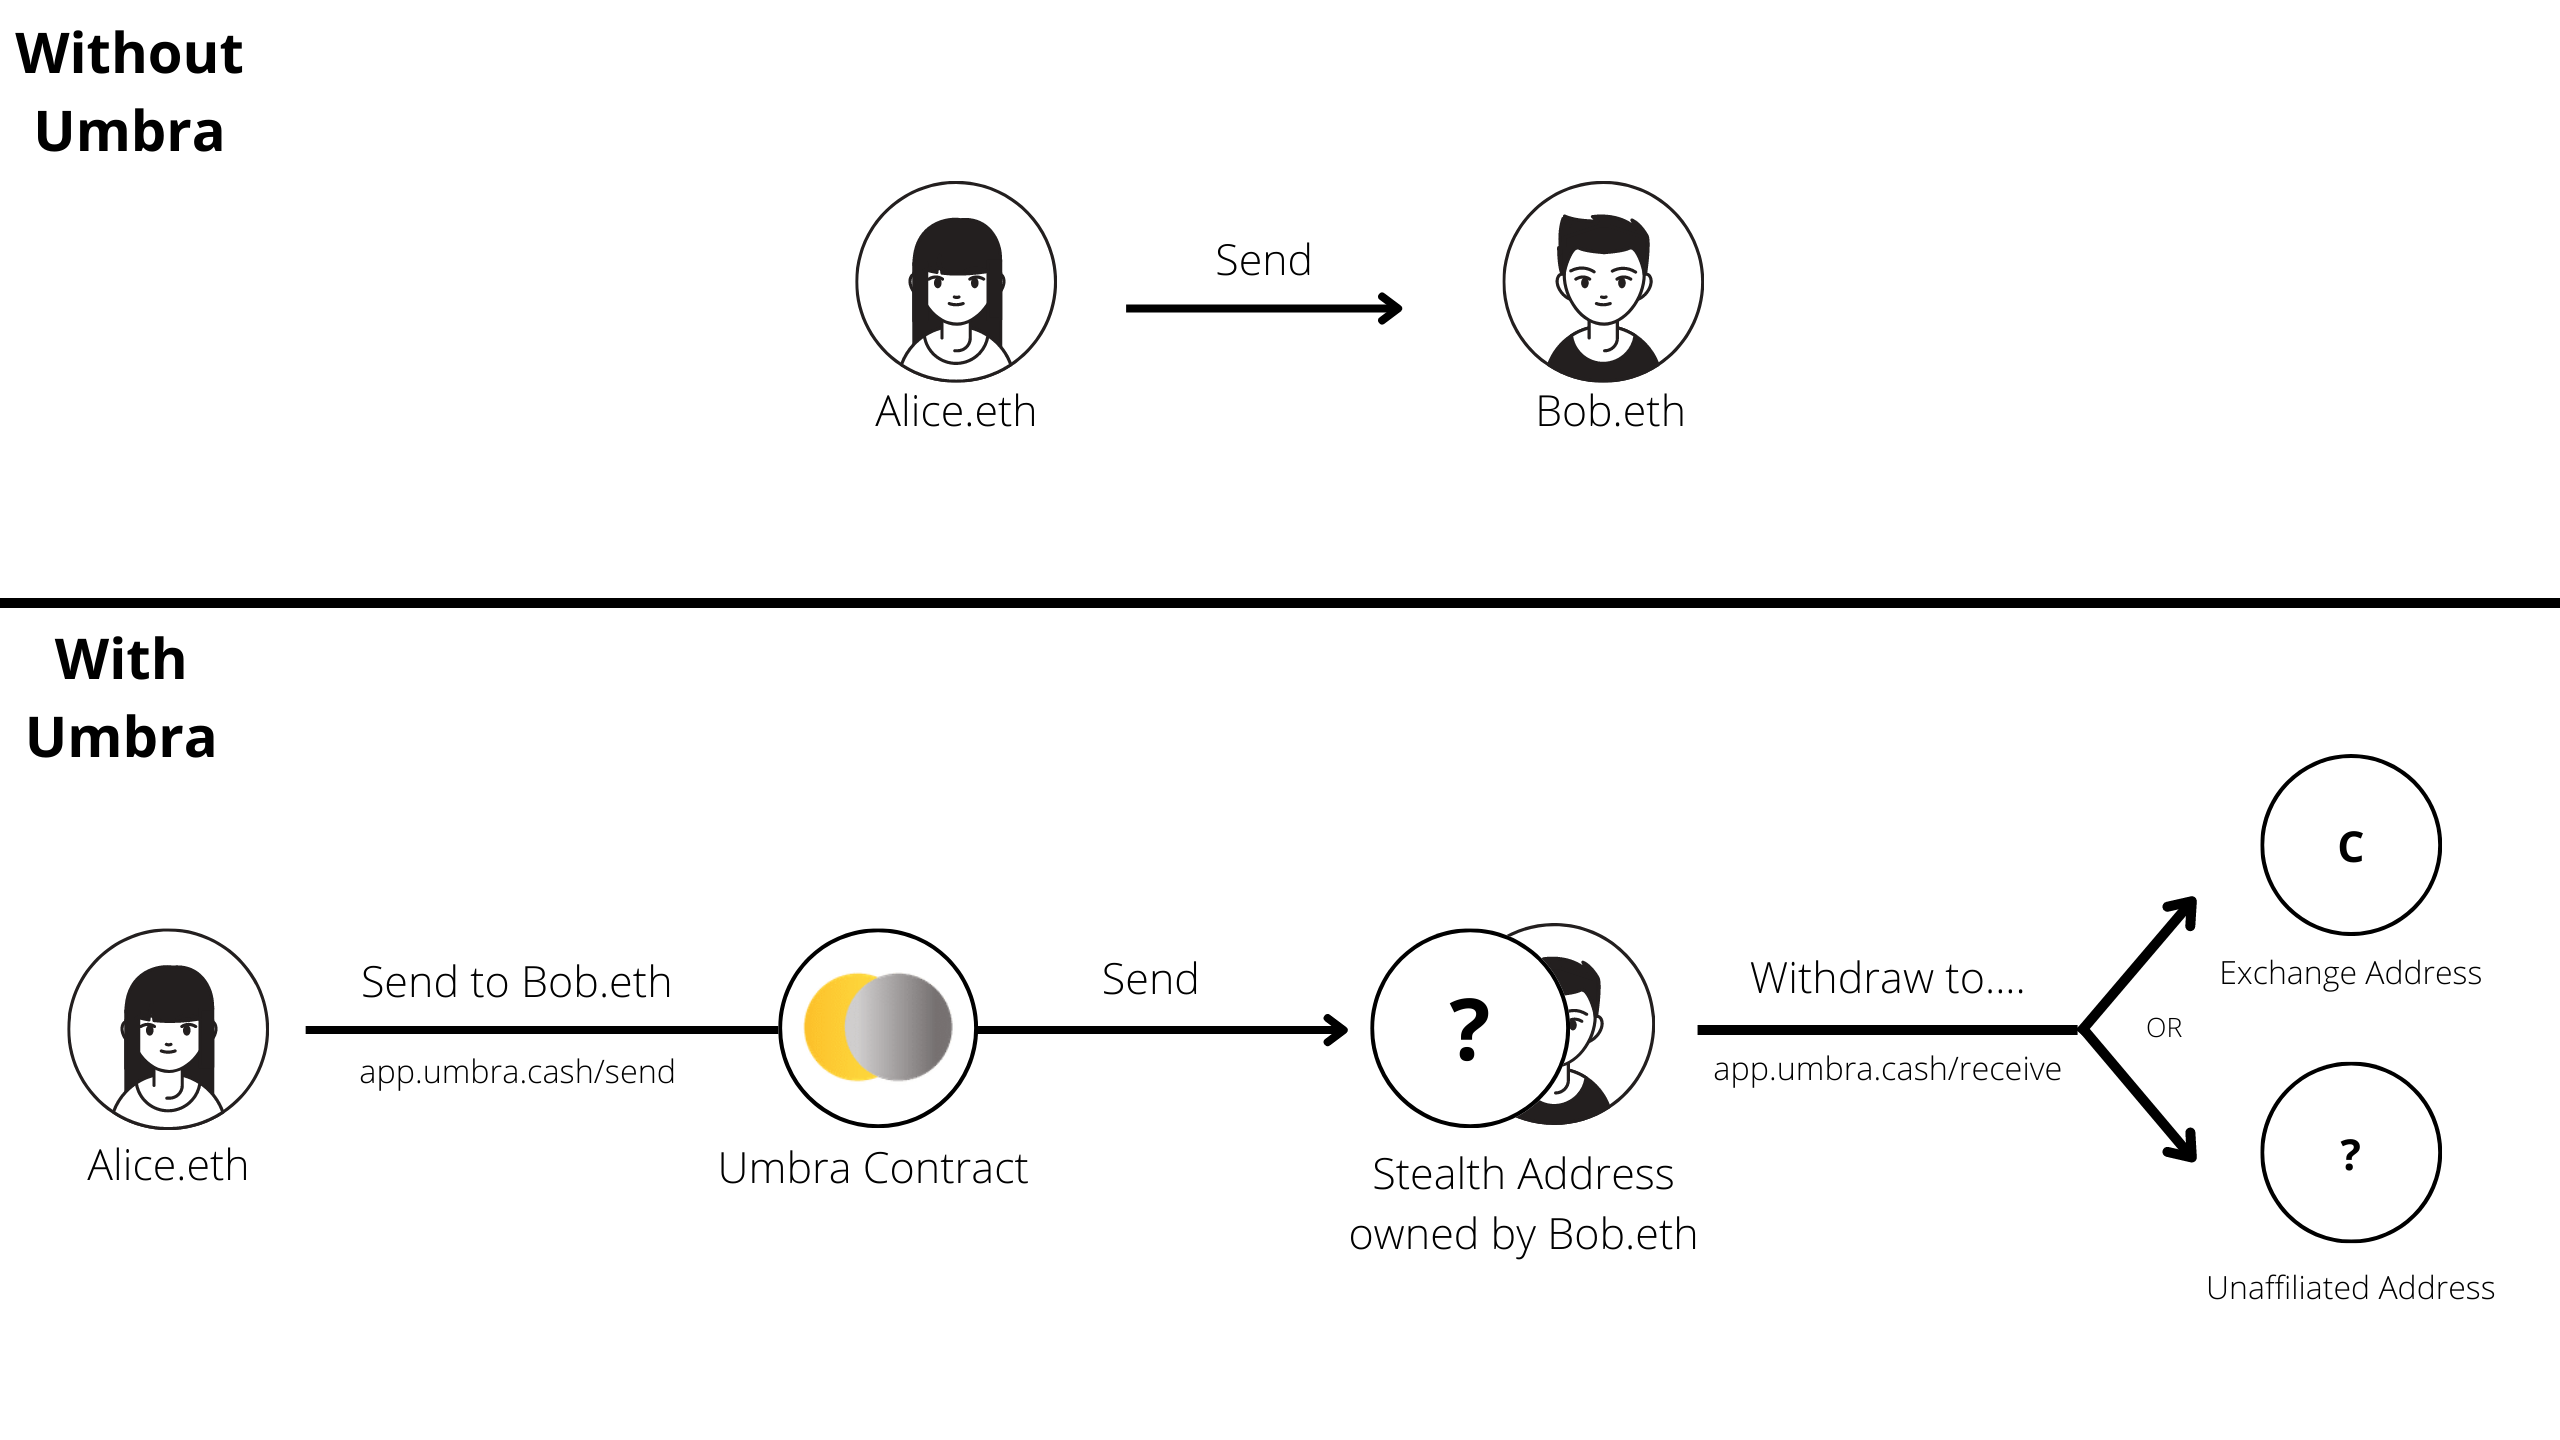 Without
Umbra
Send
Alice.eth
Bob.eth
With
Umbra
Send to Bob.eth
app.umbra.cash/send
Alice.eth
Umbra Contract
Send
?
Stealth Address
owned by Bob.eth
Withdraw to....
app.umbra.cash/receive
C
Exchange Address
OR
?
Unaffiliated Address